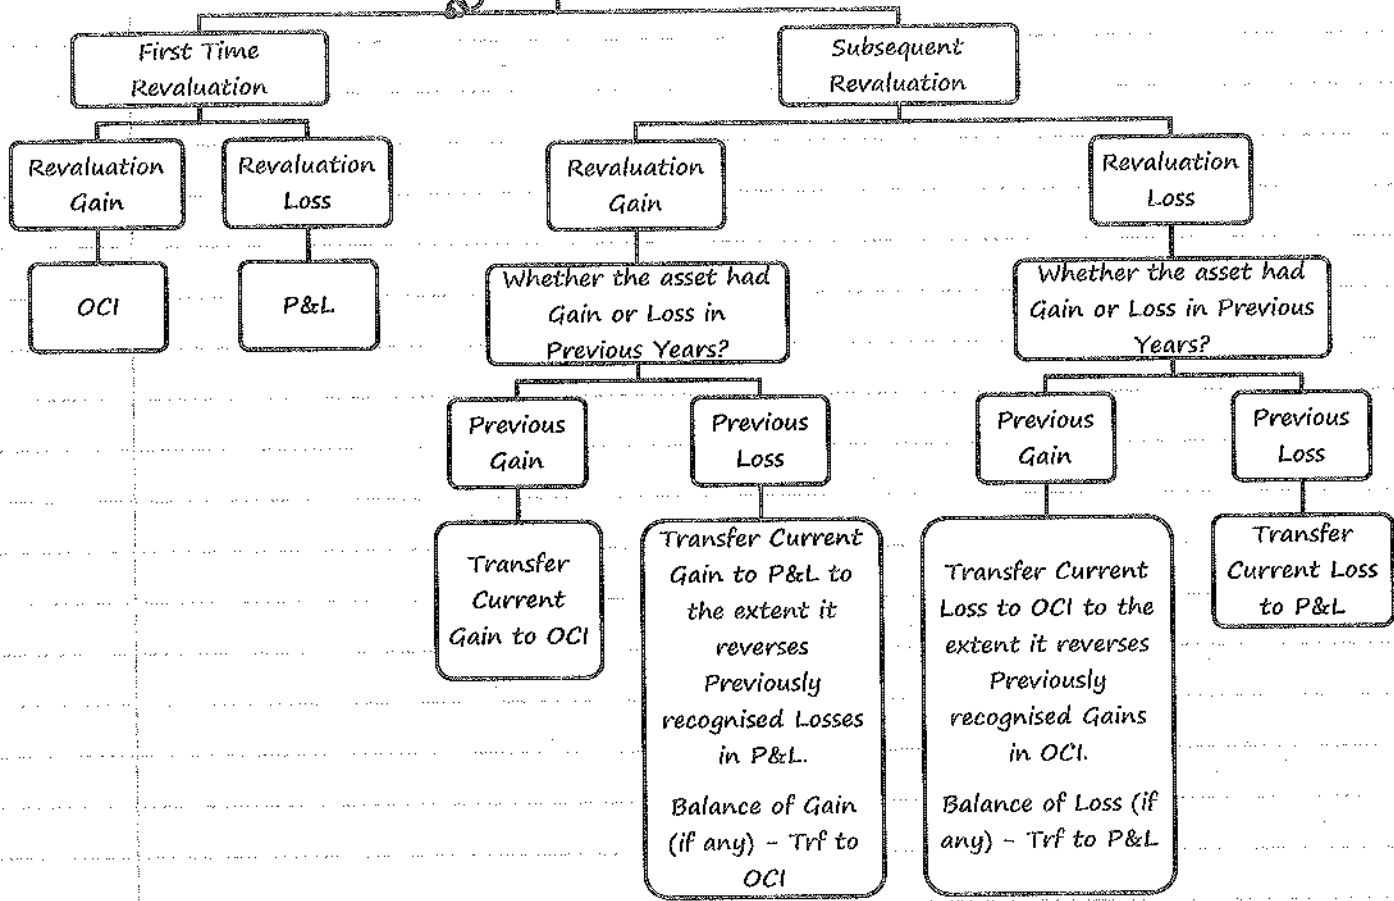 First Time
Revaluation
Subsequent
Revaluation
Revaluation
Gain
Revaluation
Loss
Revaluation
Gain
Revaluation
Loss
OCI
P&L
Whether the asset had
Gain or Loss in
Previous Years?
Whether the asset had
Gain or Loss in Previous
Years?
Previous
Gain
Previous
Loss
Previous
Gain
Previous
Loss
Transfer
Current
Gain to OCI
Transfer Current
Gain to P&L to
the extent it
reverses
Previously
recognised Losses
in P&L.
Balance of Gain
(if any) - Trf to
OCI
Transfer Current
Loss to OCI to the
extent it reverses
Previously
recognised Gains
in OCI.
Balance of Loss (if
any) - Trf to P&L
Transfer
Current Loss
to P&L